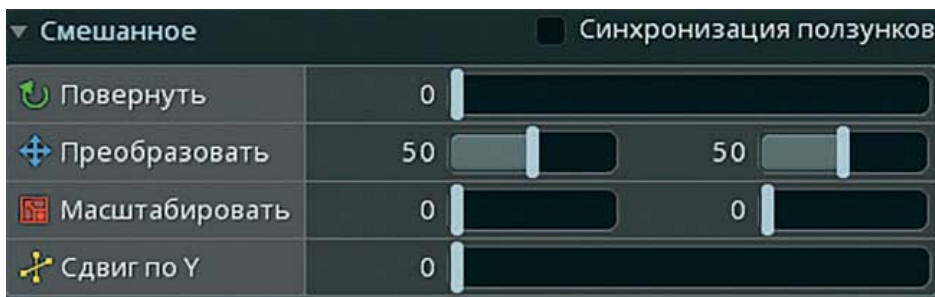 Смешанное Синхронизация ползунков
Повернуть 0
Преобразовать 50 50
Масштабировать 0 0
Сдвиг по Y 0